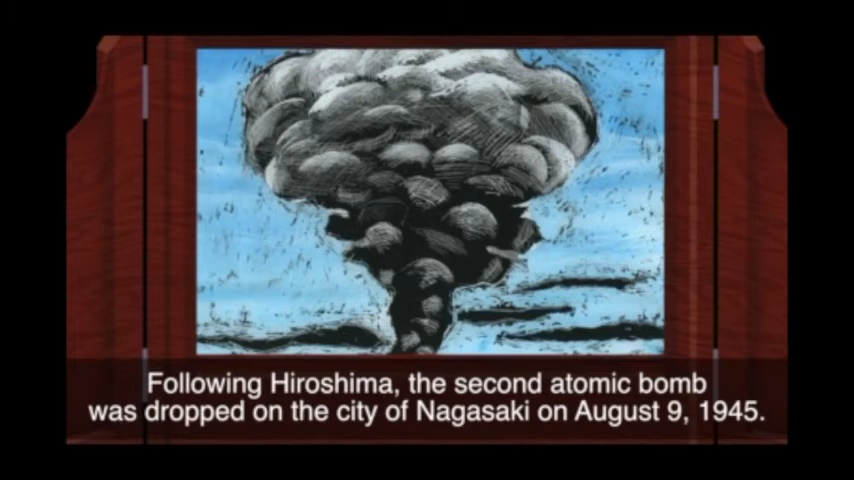 Following Hiroshima, the second atomic bomb
was dropped on the city of Nagasaki on August 9, 1945.